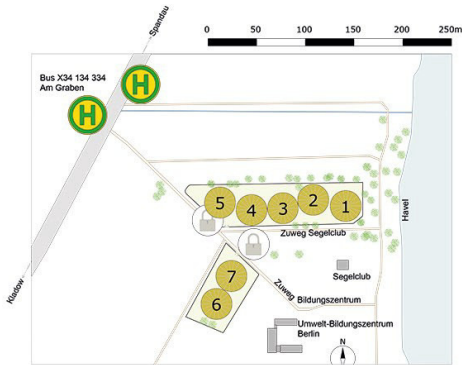 Spandau
0 50 100 150 200 250m
Bus X34 134 334
Am Graben
H
H
5 4 3 2 1
Havel
Zuweg Segelclub
Kladow
7
6
Segelclub
Zuweg Bildungszentrum
Umwelt-Bildungszentrum
Berlin
N